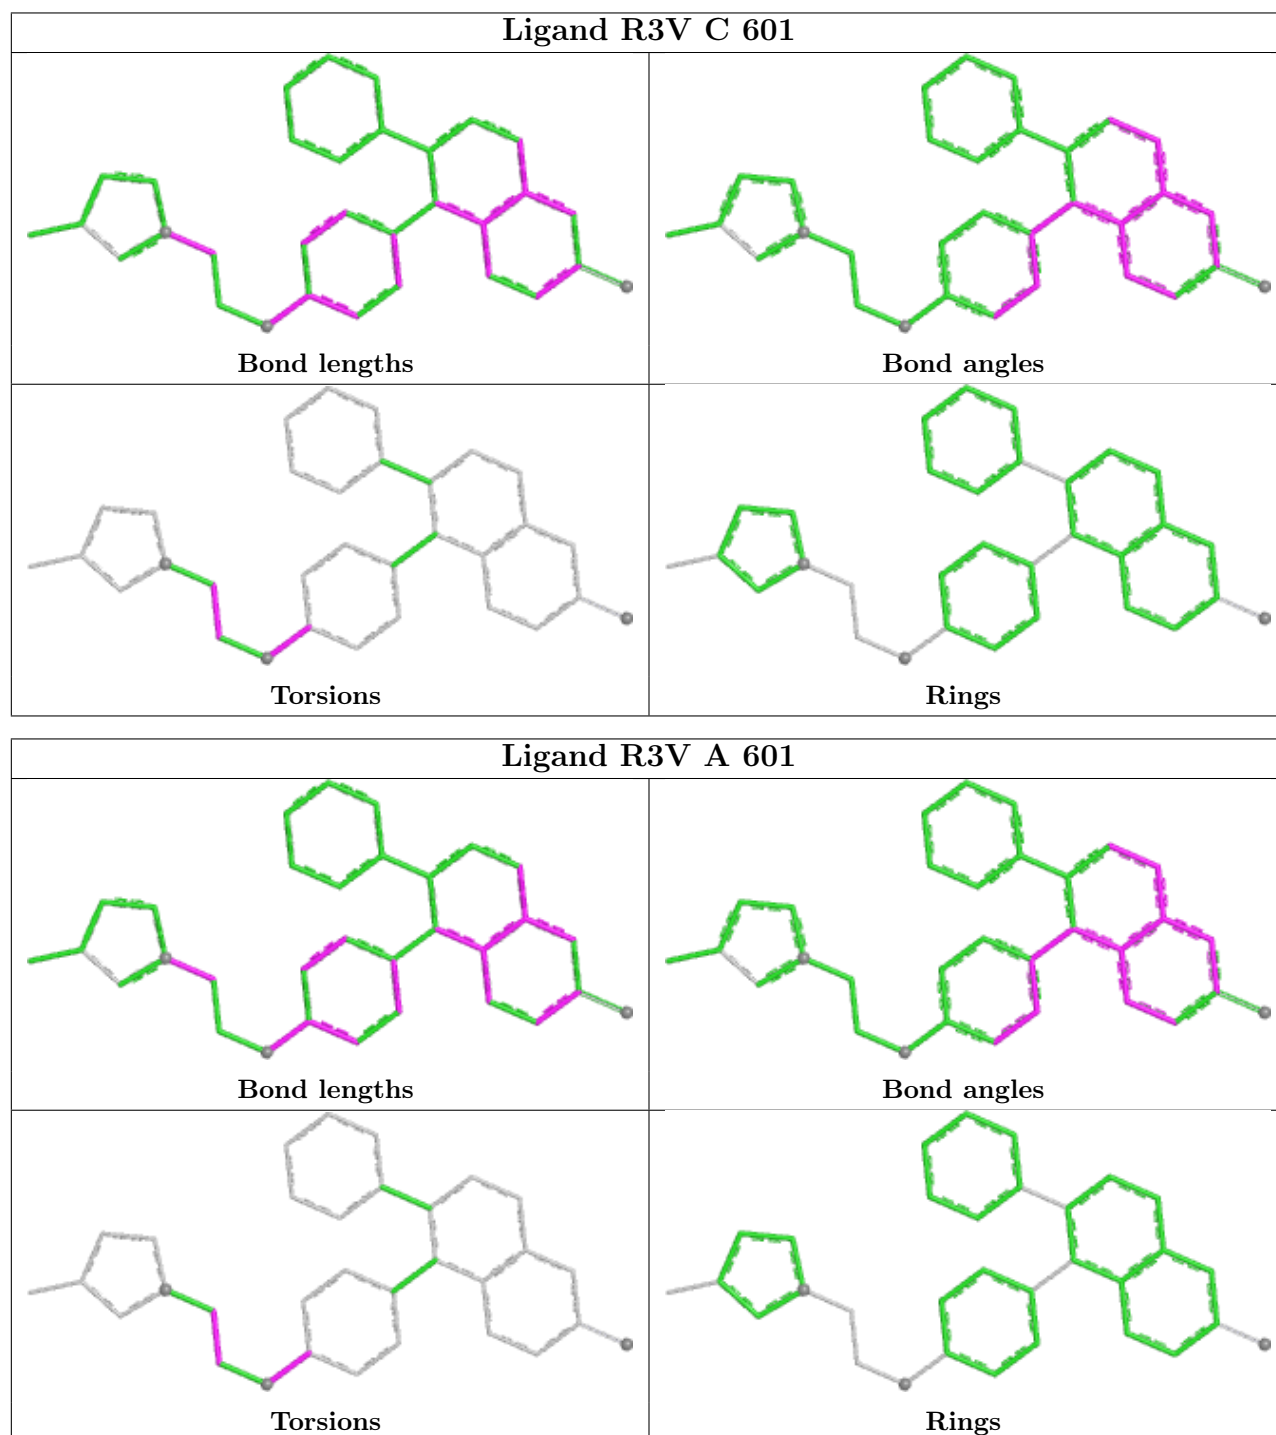 Ligand R3V C 601
Bond lengths
Bond angles
Torsions
Rings
Ligand R3V A 601
Bond lengths
Bond angles
Torsions
Rings